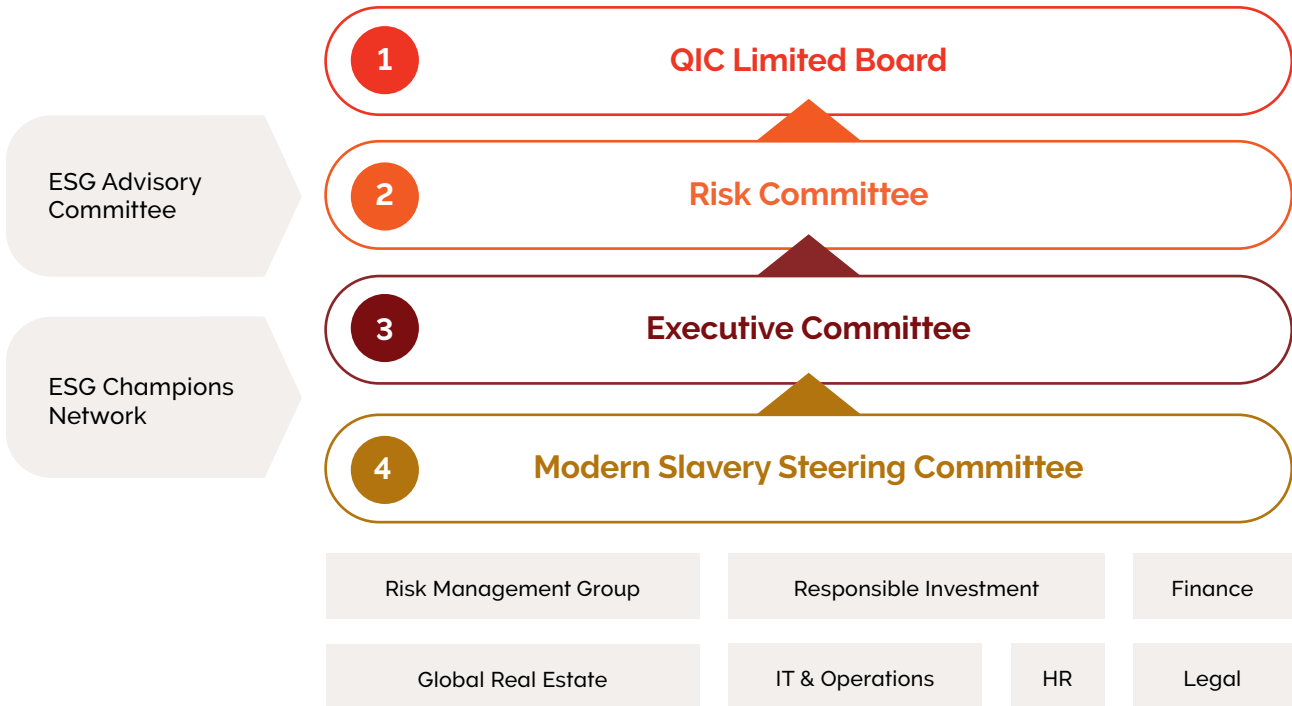 1
QIC Limited Board
ESG Advisory
Committee
2
Risk Committee
3
Executive Committee
ESG Champions
Network
4
Modern Slavery Steering Committee
Risk Management Group
Responsible Investment
Finance
Global Real Estate
IT & Operations
HR
Legal